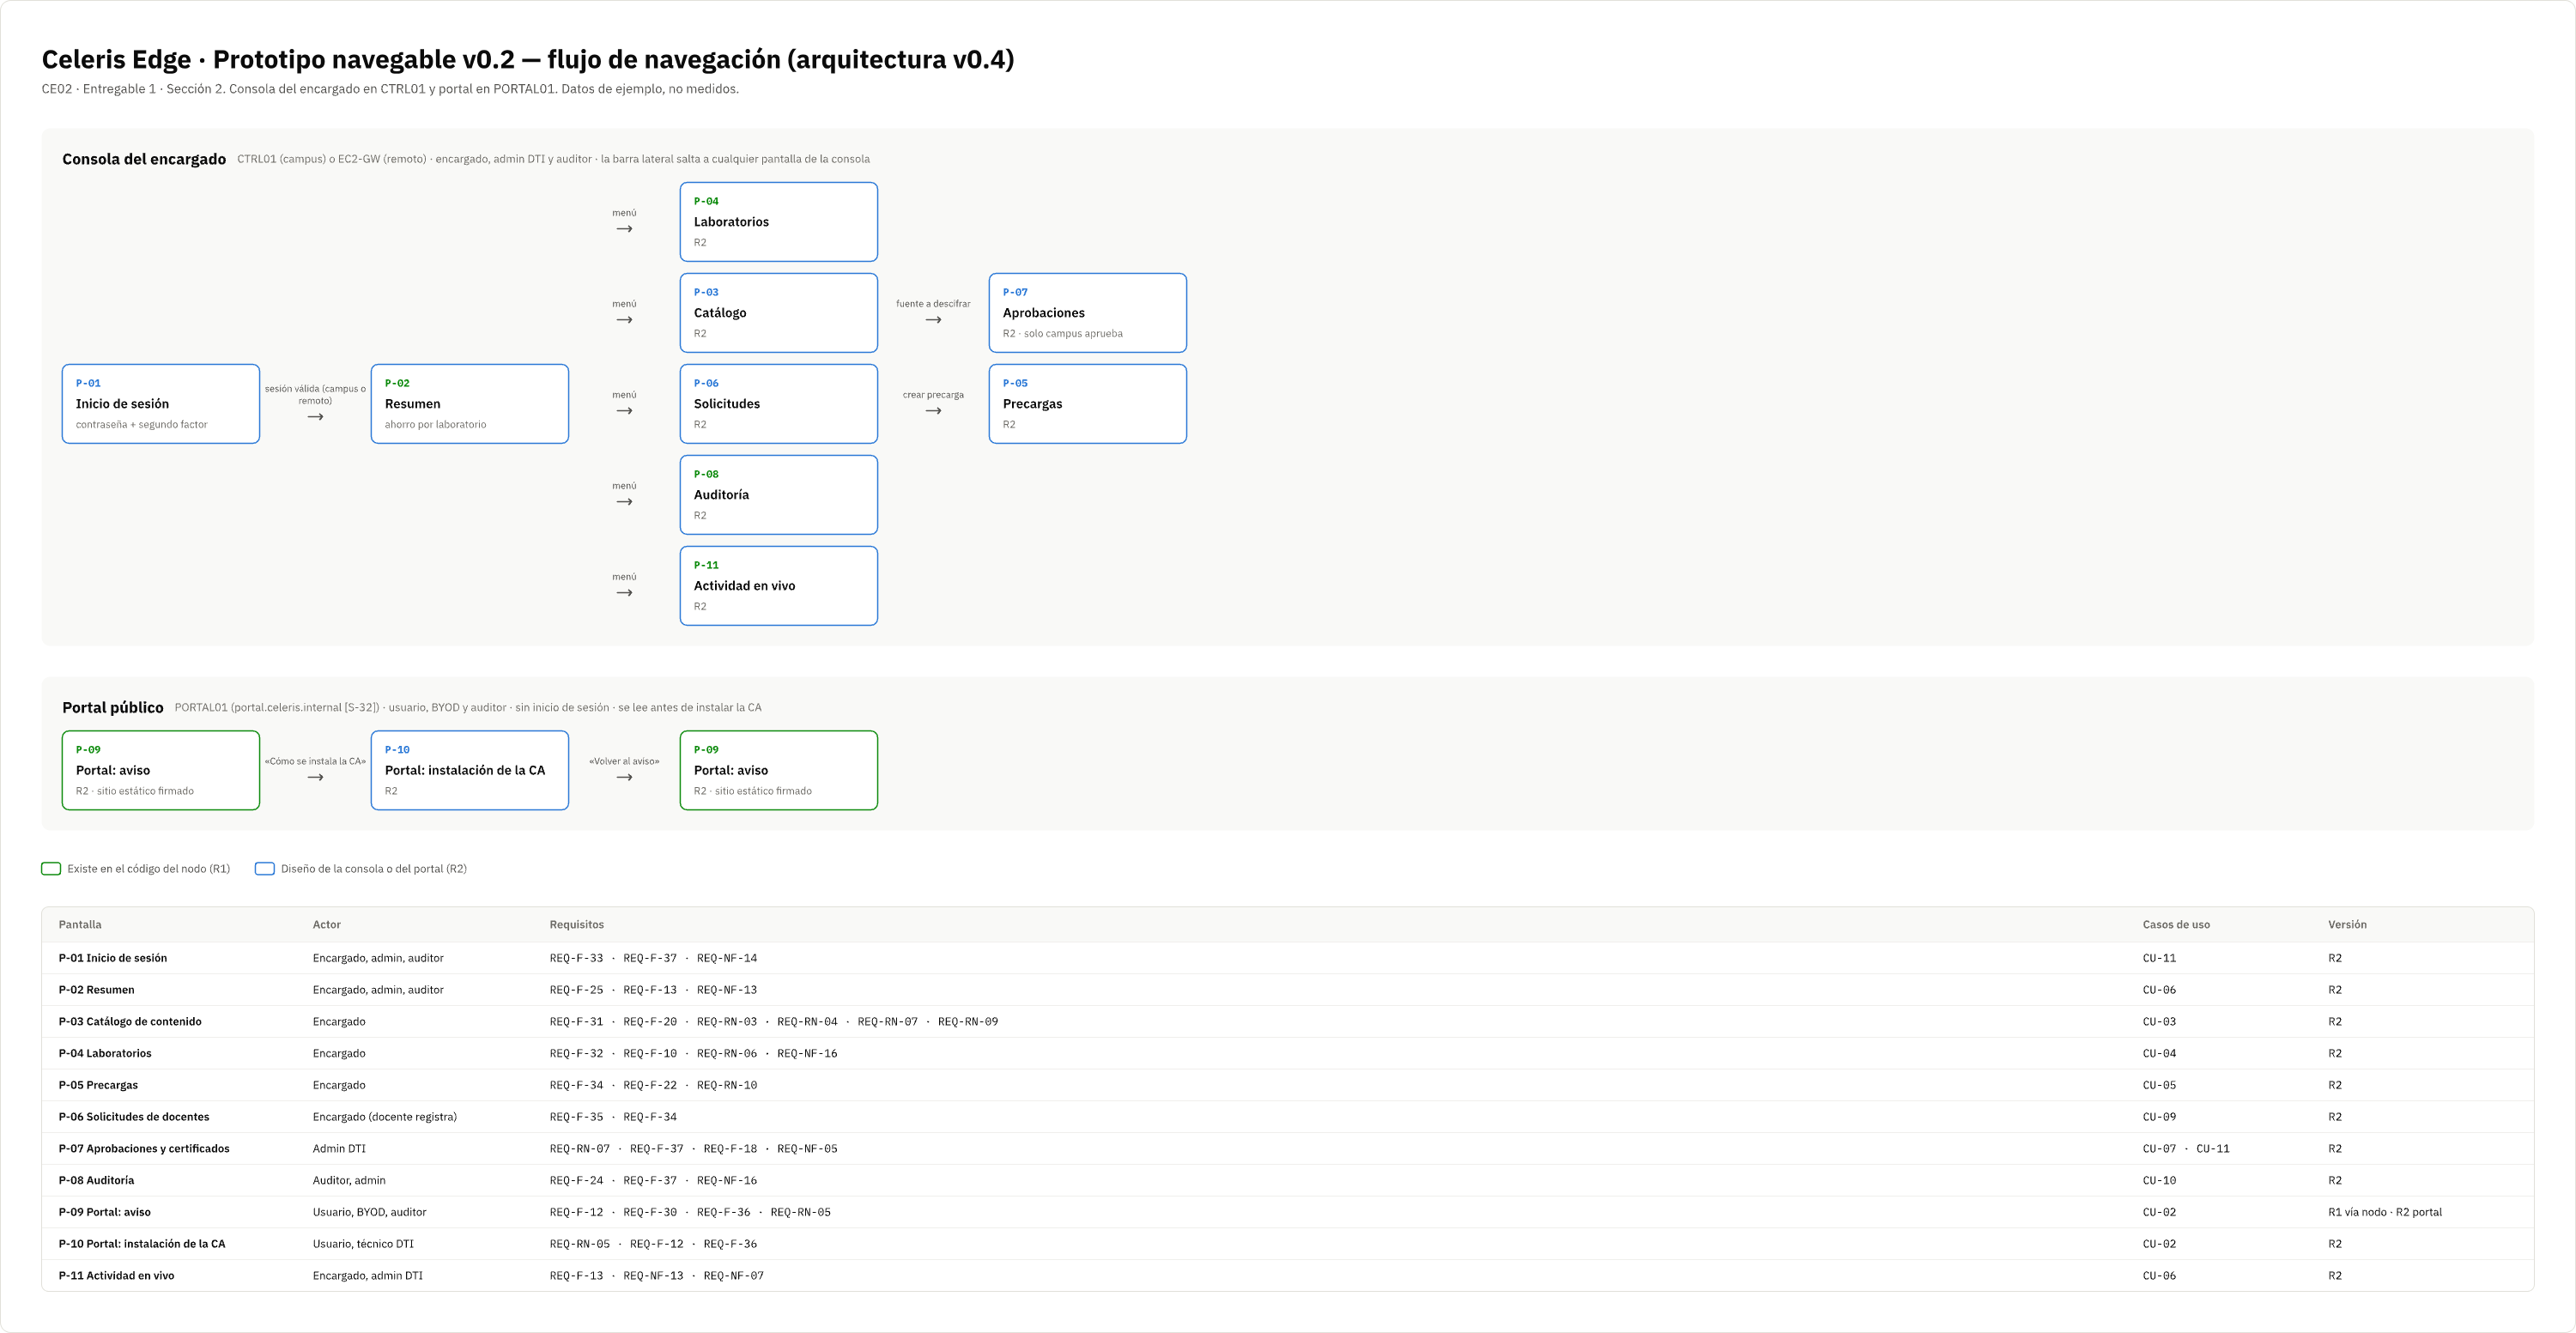 Celeris Edge · Prototipo navegable v0.2 — flujo de navegación (arquitectura v0.4)
CE02 · Entregable 1 · Sección 2. Consola del encargado en CTRL01 y portal en PORTAL01. Datos de ejemplo, no medidos.
Consola del encargado CTRL01 (campus) o EC2-GW (remoto) · encargado, admin DTI y auditor · la barra lateral salta a cualquier pantalla de la consola
menú
→
P-04
Laboratorios
R2
menú
→
P-03
Catálogo
R2
fuente a descifrar
→
P-07
Aprobaciones
R2 · solo campus aprueba
P-01
Inicio de sesión
contraseña + segundo factor
sesión válida (campus o
remoto)
→
P-02
Resumen
ahorro por laboratorio
menú
→
P-06
Solicitudes
R2
crear precarga
→
P-05
Precargas
R2
menú
→
P-08
Auditoría
R2
menú
→
P-11
Actividad en vivo
R2
Portal público PORTAL01 (portal.celeris.internal [S-32]) · usuario, BYOD y auditor · sin inicio de sesión · se lee antes de instalar la CA
P-09
Portal: aviso
R2 · sitio estático firmado
«Cómo se instala la CA»
→
P-10
Portal: instalación de la CA
R2
«Volver al aviso»
→
P-09
Portal: aviso
R2 · sitio estático firmado
Existe en el código del nodo (R1) Diseño de la consola o del portal (R2)
Pantalla Actor Requisitos Casos de uso Versión
P-01 Inicio de sesión Encargado, admin, auditor REQ-F-33 · REQ-F-37 · REQ-NF-14 CU-11 R2
P-02 Resumen Encargado, admin, auditor REQ-F-25 · REQ-F-13 · REQ-NF-13 CU-06 R2
P-03 Catálogo de contenido Encargado REQ-F-31 · REQ-F-20 · REQ-RN-03 · REQ-RN-04 · REQ-RN-07 · REQ-RN-09 CU-03 R2
P-04 Laboratorios Encargado REQ-F-32 · REQ-F-10 · REQ-RN-06 · REQ-NF-16 CU-04 R2
P-05 Precargas Encargado REQ-F-34 · REQ-F-22 · REQ-RN-10 CU-05 R2
P-06 Solicitudes de docentes Encargado (docente registra) REQ-F-35 · REQ-F-34 CU-09 R2
P-07 Aprobaciones y certificados Admin DTI REQ-RN-07 · REQ-F-37 · REQ-F-18 · REQ-NF-05 CU-07 · CU-11 R2
P-08 Auditoría Auditor, admin REQ-F-24 · REQ-F-37 · REQ-NF-16 CU-10 R2
P-09 Portal: aviso Usuario, BYOD, auditor REQ-F-12 · REQ-F-30 · REQ-F-36 · REQ-RN-05 CU-02 R1 vía nodo · R2 portal
P-10 Portal: instalación de la CA Usuario, técnico DTI REQ-RN-05 · REQ-F-12 · REQ-F-36 CU-02 R2
P-11 Actividad en vivo Encargado, admin DTI REQ-F-13 · REQ-NF-13 · REQ-NF-07 CU-06 R2